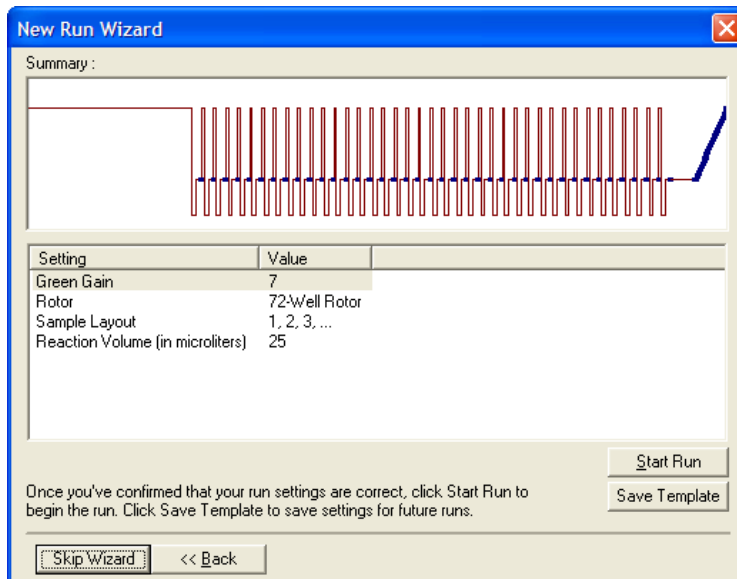 New Run Wizard
Summary :
Setting Value
Green Gain 7
Rotor 72-Well Rotor
Sample Layout 1, 2, 3, ...
Reaction Volume (in microliters) 25
Start Run
Once you've confirmed that your run settings are correct, click Start Run to
begin the run. Click Save Template to save settings for future runs.
Save Template
Skip Wizard << Back